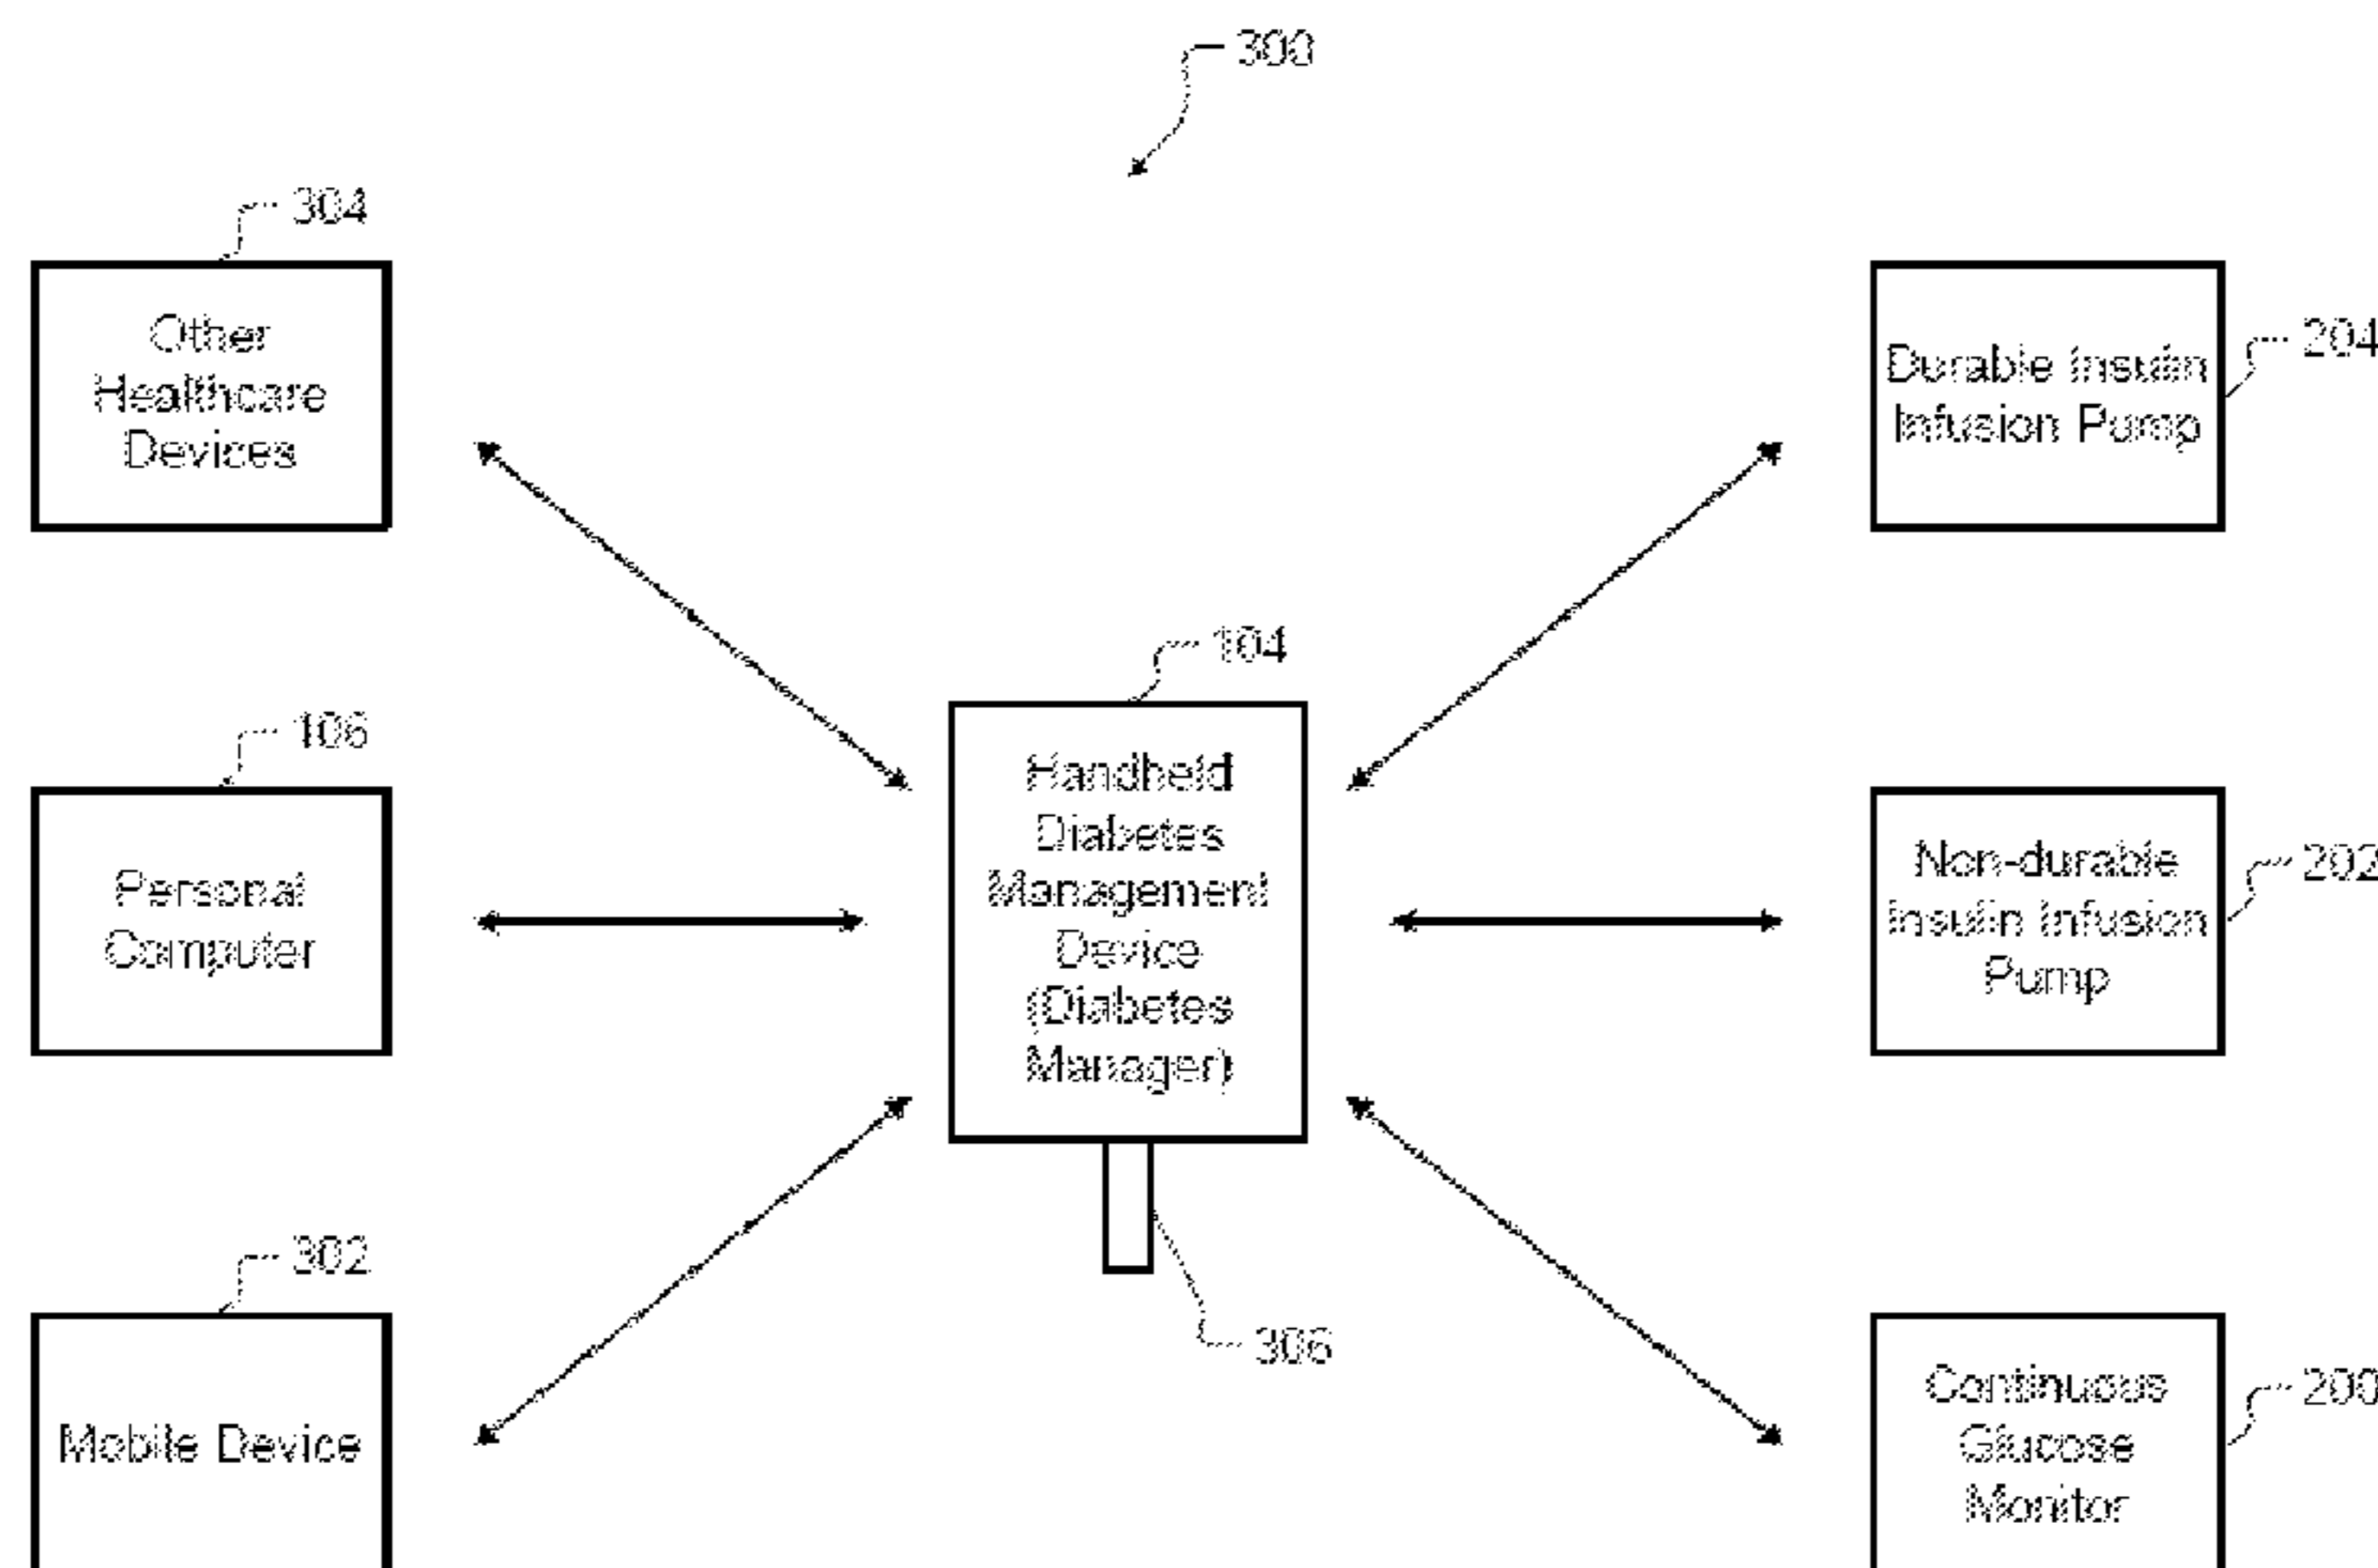 300
304
Other
Healthcare
Devices
204
Durable Insulin
Infusion Pump
104
Handheld
Diabetes
Management
Device
(Diabetes
Manager)
106
Personal
Computer
202
Non-durable
Insulin Infusion
Pump
302
Mobile Device
306
200
Continuous
Glucose
Monitor